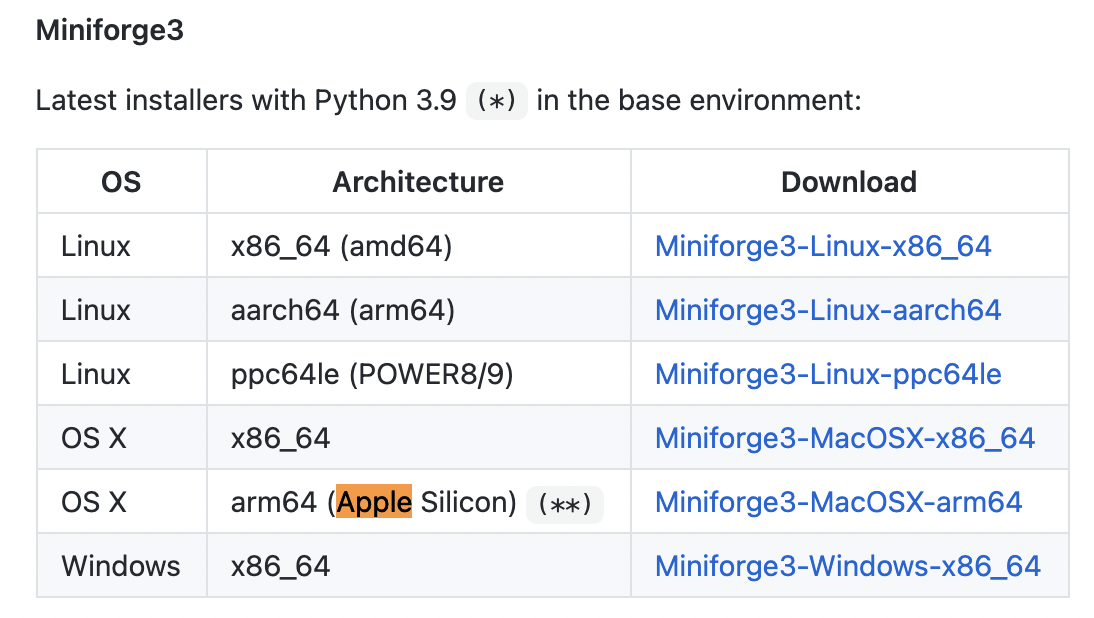 Miniforge3
Latest installers with Python 3.9 (*) in the base environment:
OS Architecture Download
Linux x86_64 (amd64) Miniforge3-Linux-x86_64
Linux aarch64 (arm64) Miniforge3-Linux-aarch64
Linux ppc64le (POWER8/9) Miniforge3-Linux-ppc64le
OS X x86_64 Miniforge3-MacOSX-x86_64
OS X arm64 (Apple Silicon) (**) Miniforge3-MacOSX-arm64
Windows x86_64 Miniforge3-Windows-x86_64